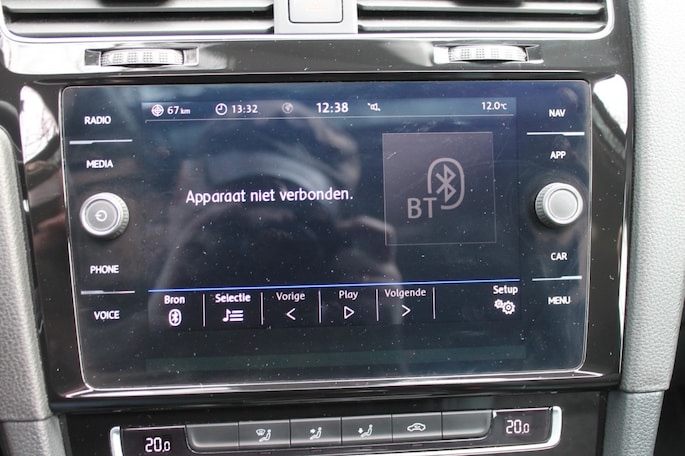 RADIO
MEDIA
PHONE
VOICE
67 km 13:32 12:38 12.0°C
Apparaat niet verbonden.
BT
Bron Selectie Vorige Play Volgende Setup
NAV
APP
CAR
MENU
20,0 20,0